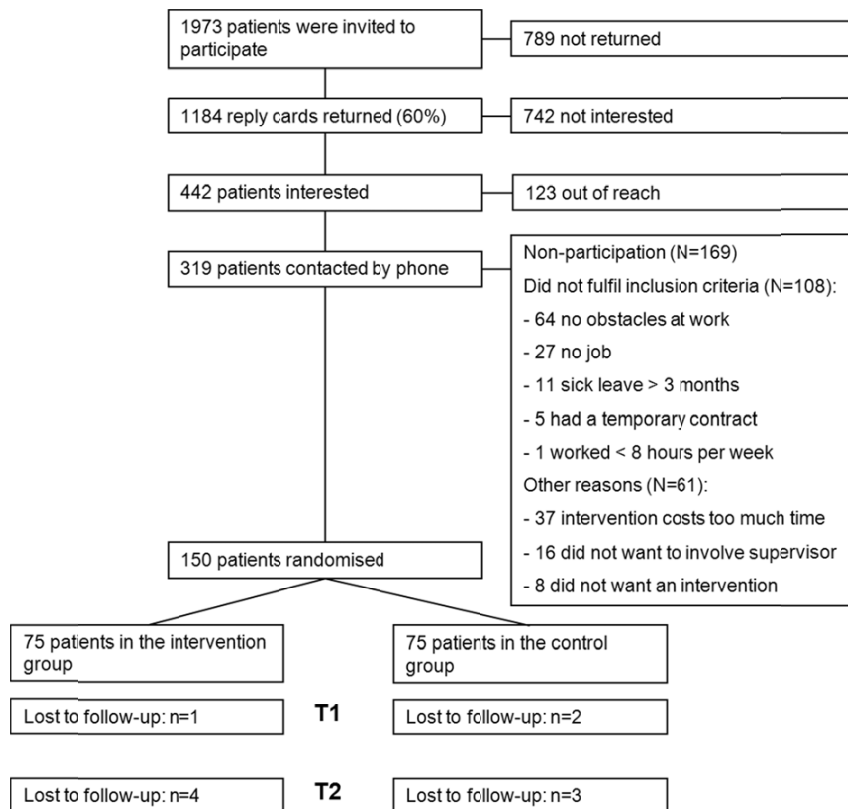 1973 patients were invited to
participate
789 not returned
1184 reply cards returned (60%)
742 not interested
442 patients interested
123 out of reach
319 patients contacted by phone
Non-participation (N=169)
Did not fulfil inclusion criteria (N=108):
- 64 no obstacles at work
- 27 no job
- 11 sick leave > 3 months
- 5 had a temporary contract
- 1 worked < 8 hours per week
Other reasons (N=61):
- 37 intervention costs too much time
- 16 did not want to involve supervisor
- 8 did not want an intervention
150 patients randomised
75 patients in the intervention
group
75 patients in the control
group
Lost to follow-up: n=1
T1
Lost to follow-up: n=2
Lost to follow-up: n=4
T2
Lost to follow-up: n=3